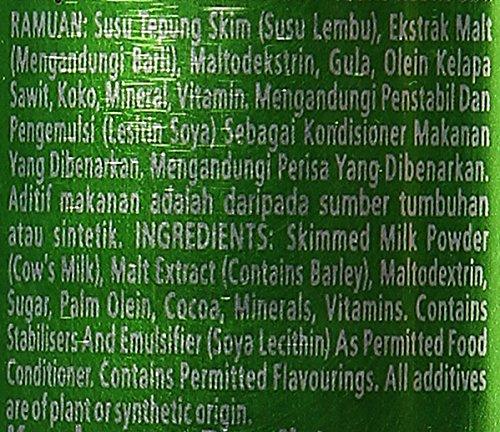 RAMUAN: Susu Tepung Skim (Susu Lembu), Ekstrak Malt
(Mengandungi Barli), Maltodekstrin, Gula, Olein Kelapa
Sawit, Koko, Mineral, Vitamin. Mengandungi Penstabil Dan
Pengemulsi (Lesitin Soya) Sebagai Kondisioner Makanan
Yang Dibenarkan, Mengandungi Perisa Yang Dibenarkan.
Aditif makanan adalah daripada sumber tumbuhan
atau sintetik. INGREDIENTS: Skimmed Milk Powder
(Cow's Milk), Malt Extract (Contains Barley), Maltodextrin,
Sugar, Palm Olein, Cocoa, Minerals, Vitamins. Contains
Stabilisers And Emulsifier (Soya Lecithin) As Permitted Food
Conditioner. Contains Permitted Flavourings. All additives
are of plant or synthetic origin.